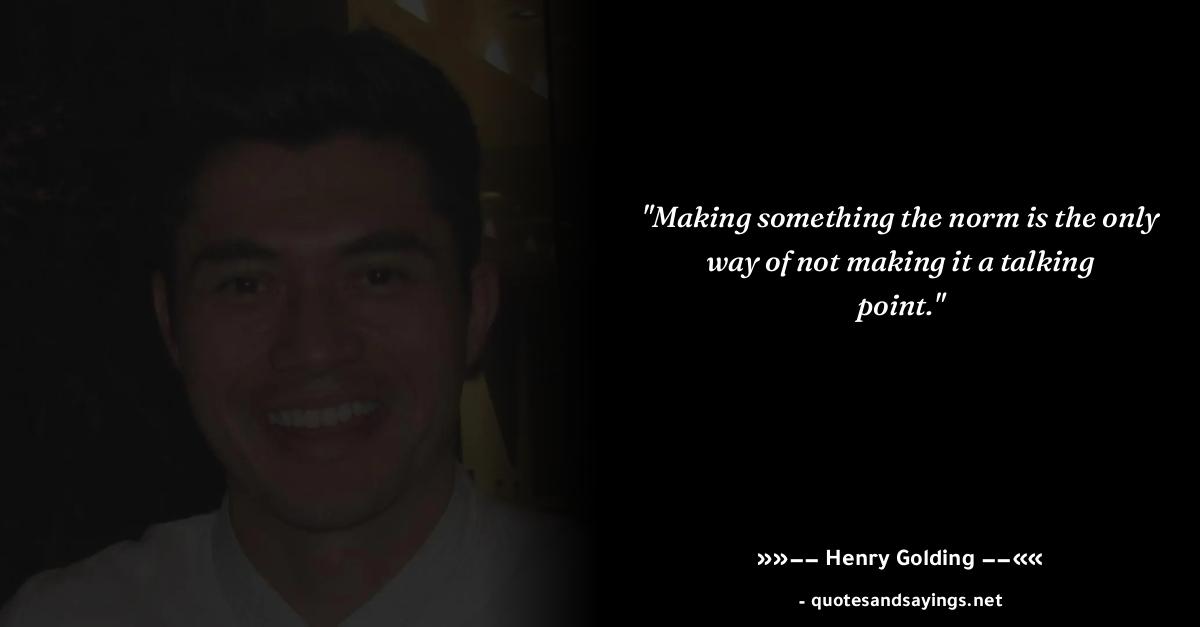 "Making something the norm is the only
way of not making it a talking
point."
»»−− Henry Golding −−««
- quotesandsayings.net